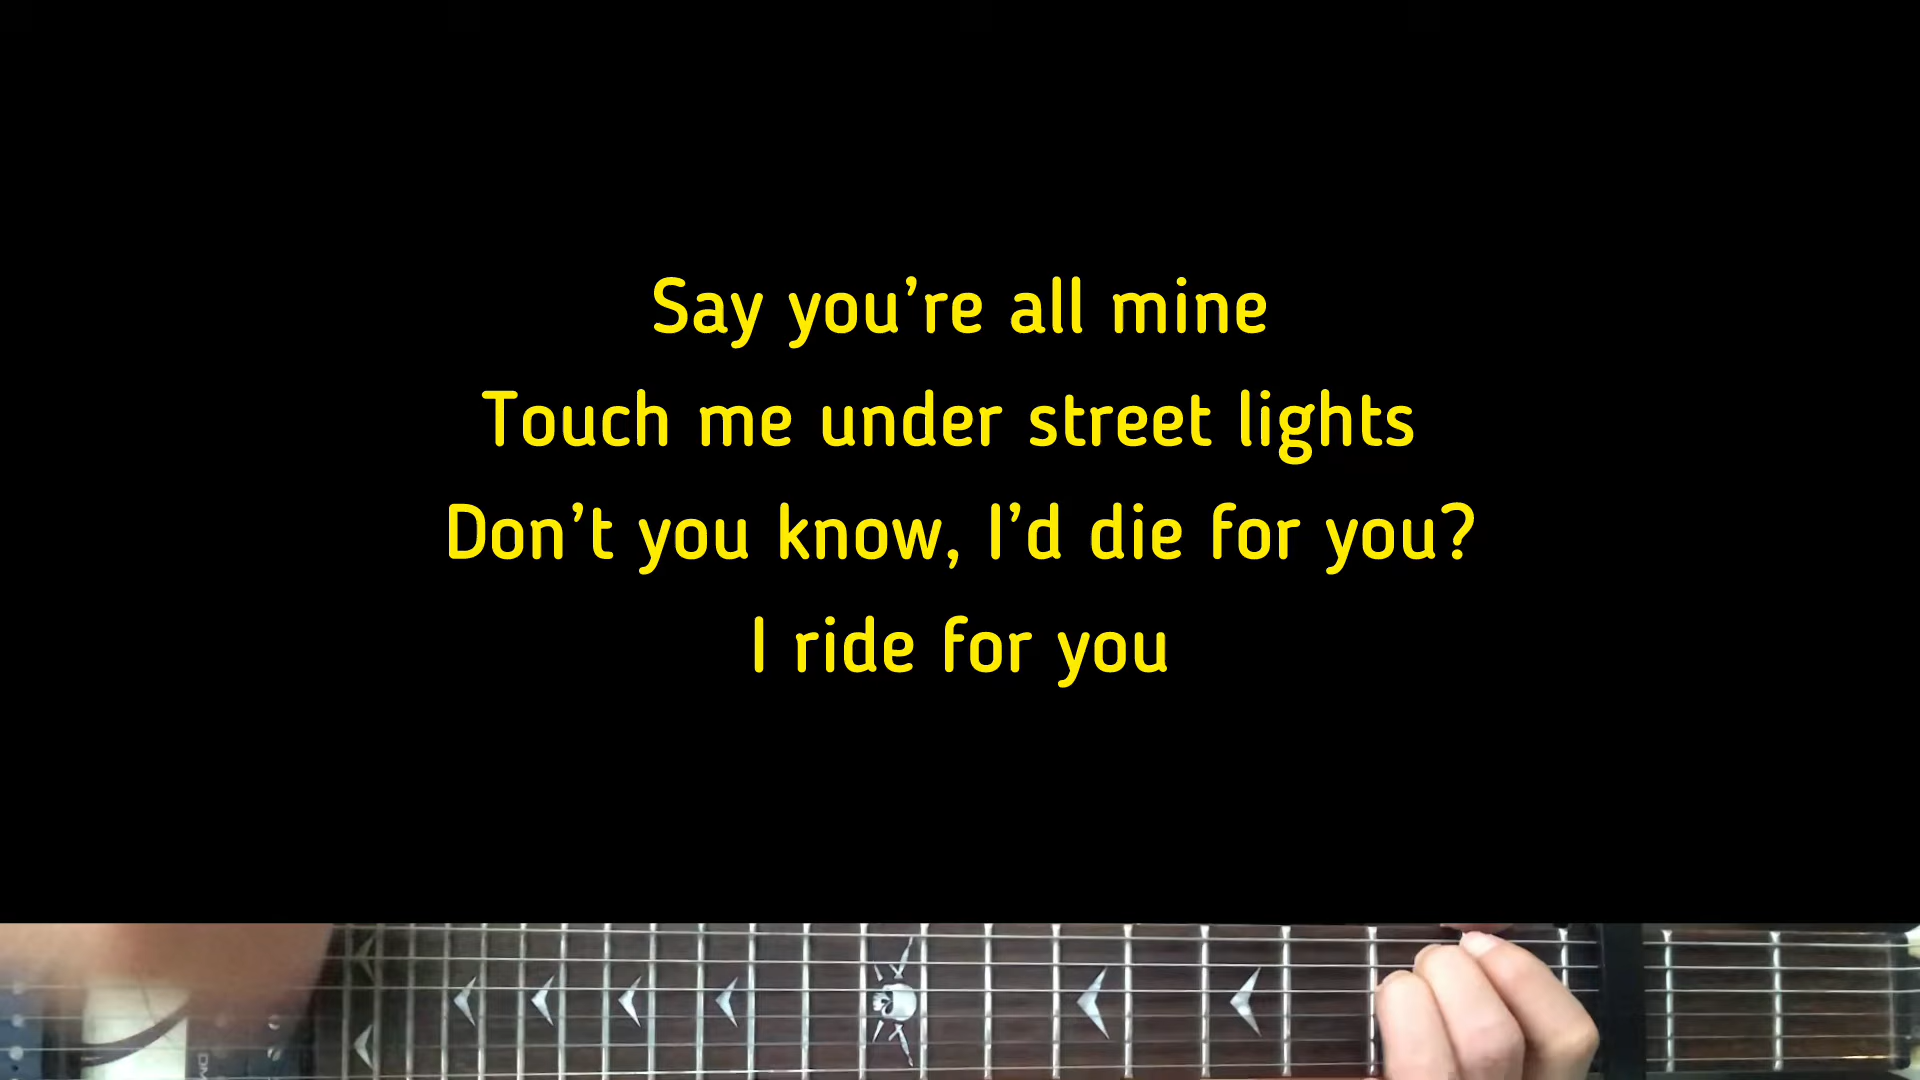 Say you’re all mine
Touch me under street lights
Don’t you know, I’d die for you?
I ride for you